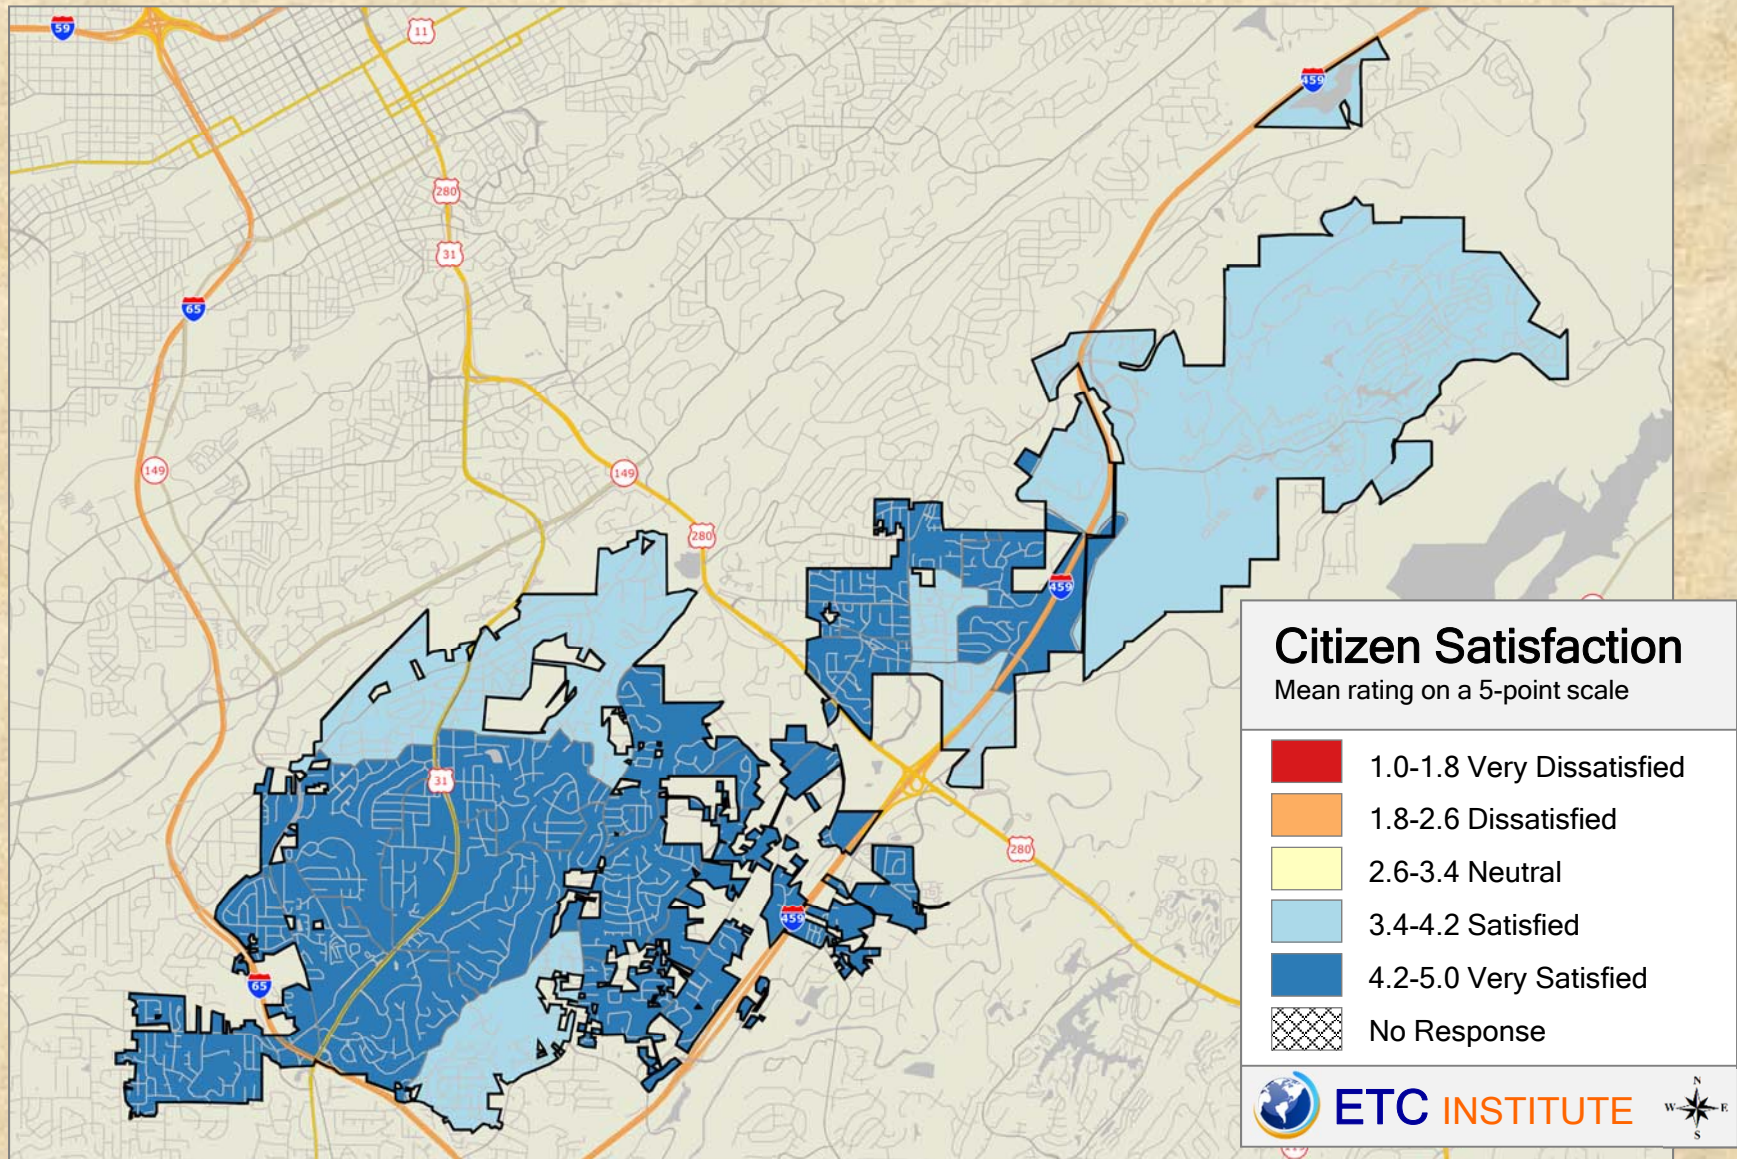 59
11
459
280
31
65
149
149
280
459
31
280
459
65
Citizen Satisfaction
Mean rating on a 5-point scale
1.0-1.8 Very Dissatisfied
1.8-2.6 Dissatisfied
2.6-3.4 Neutral
3.4-4.2 Satisfied
4.2-5.0 Very Satisfied
No Response
ETC INSTITUTE
N
W E
S